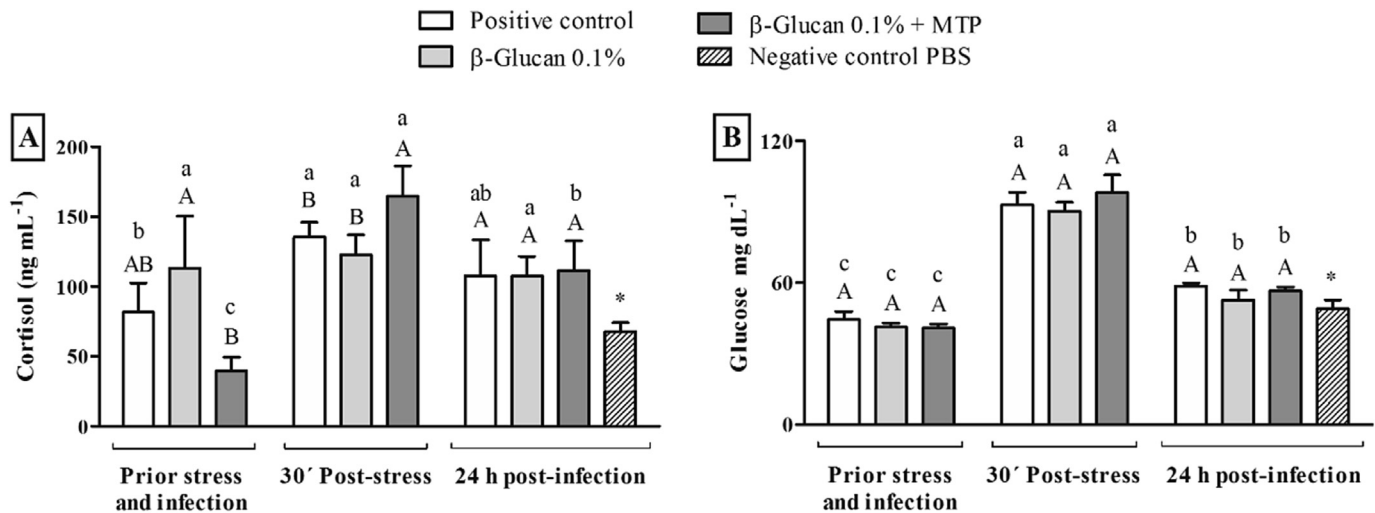 Positive control
β-Glucan 0.1% + MTP
β-Glucan 0.1%
Negative control PBS
A
Cortisol (ng mL⁻¹)
200
150
100
50
0
b
AB
a
A
c
B
a
B
a
B
a
A
ab
A
a
A
b
A
*
Prior stress
and infection
30´ Post-stress
24 h post-infection
B
Glucose mg dL⁻¹
120
60
0
c
A
c
A
c
A
a
A
a
A
a
A
b
A
b
A
b
A
*
Prior stress
and infection
30´ Post-stress
24 h post-infection